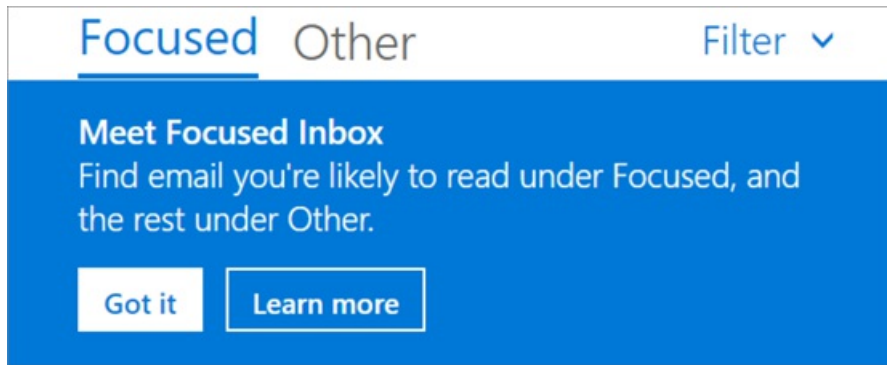 Focused Other Filter
Meet Focused Inbox
Find email you're likely to read under Focused, and
the rest under Other.
Got it Learn more